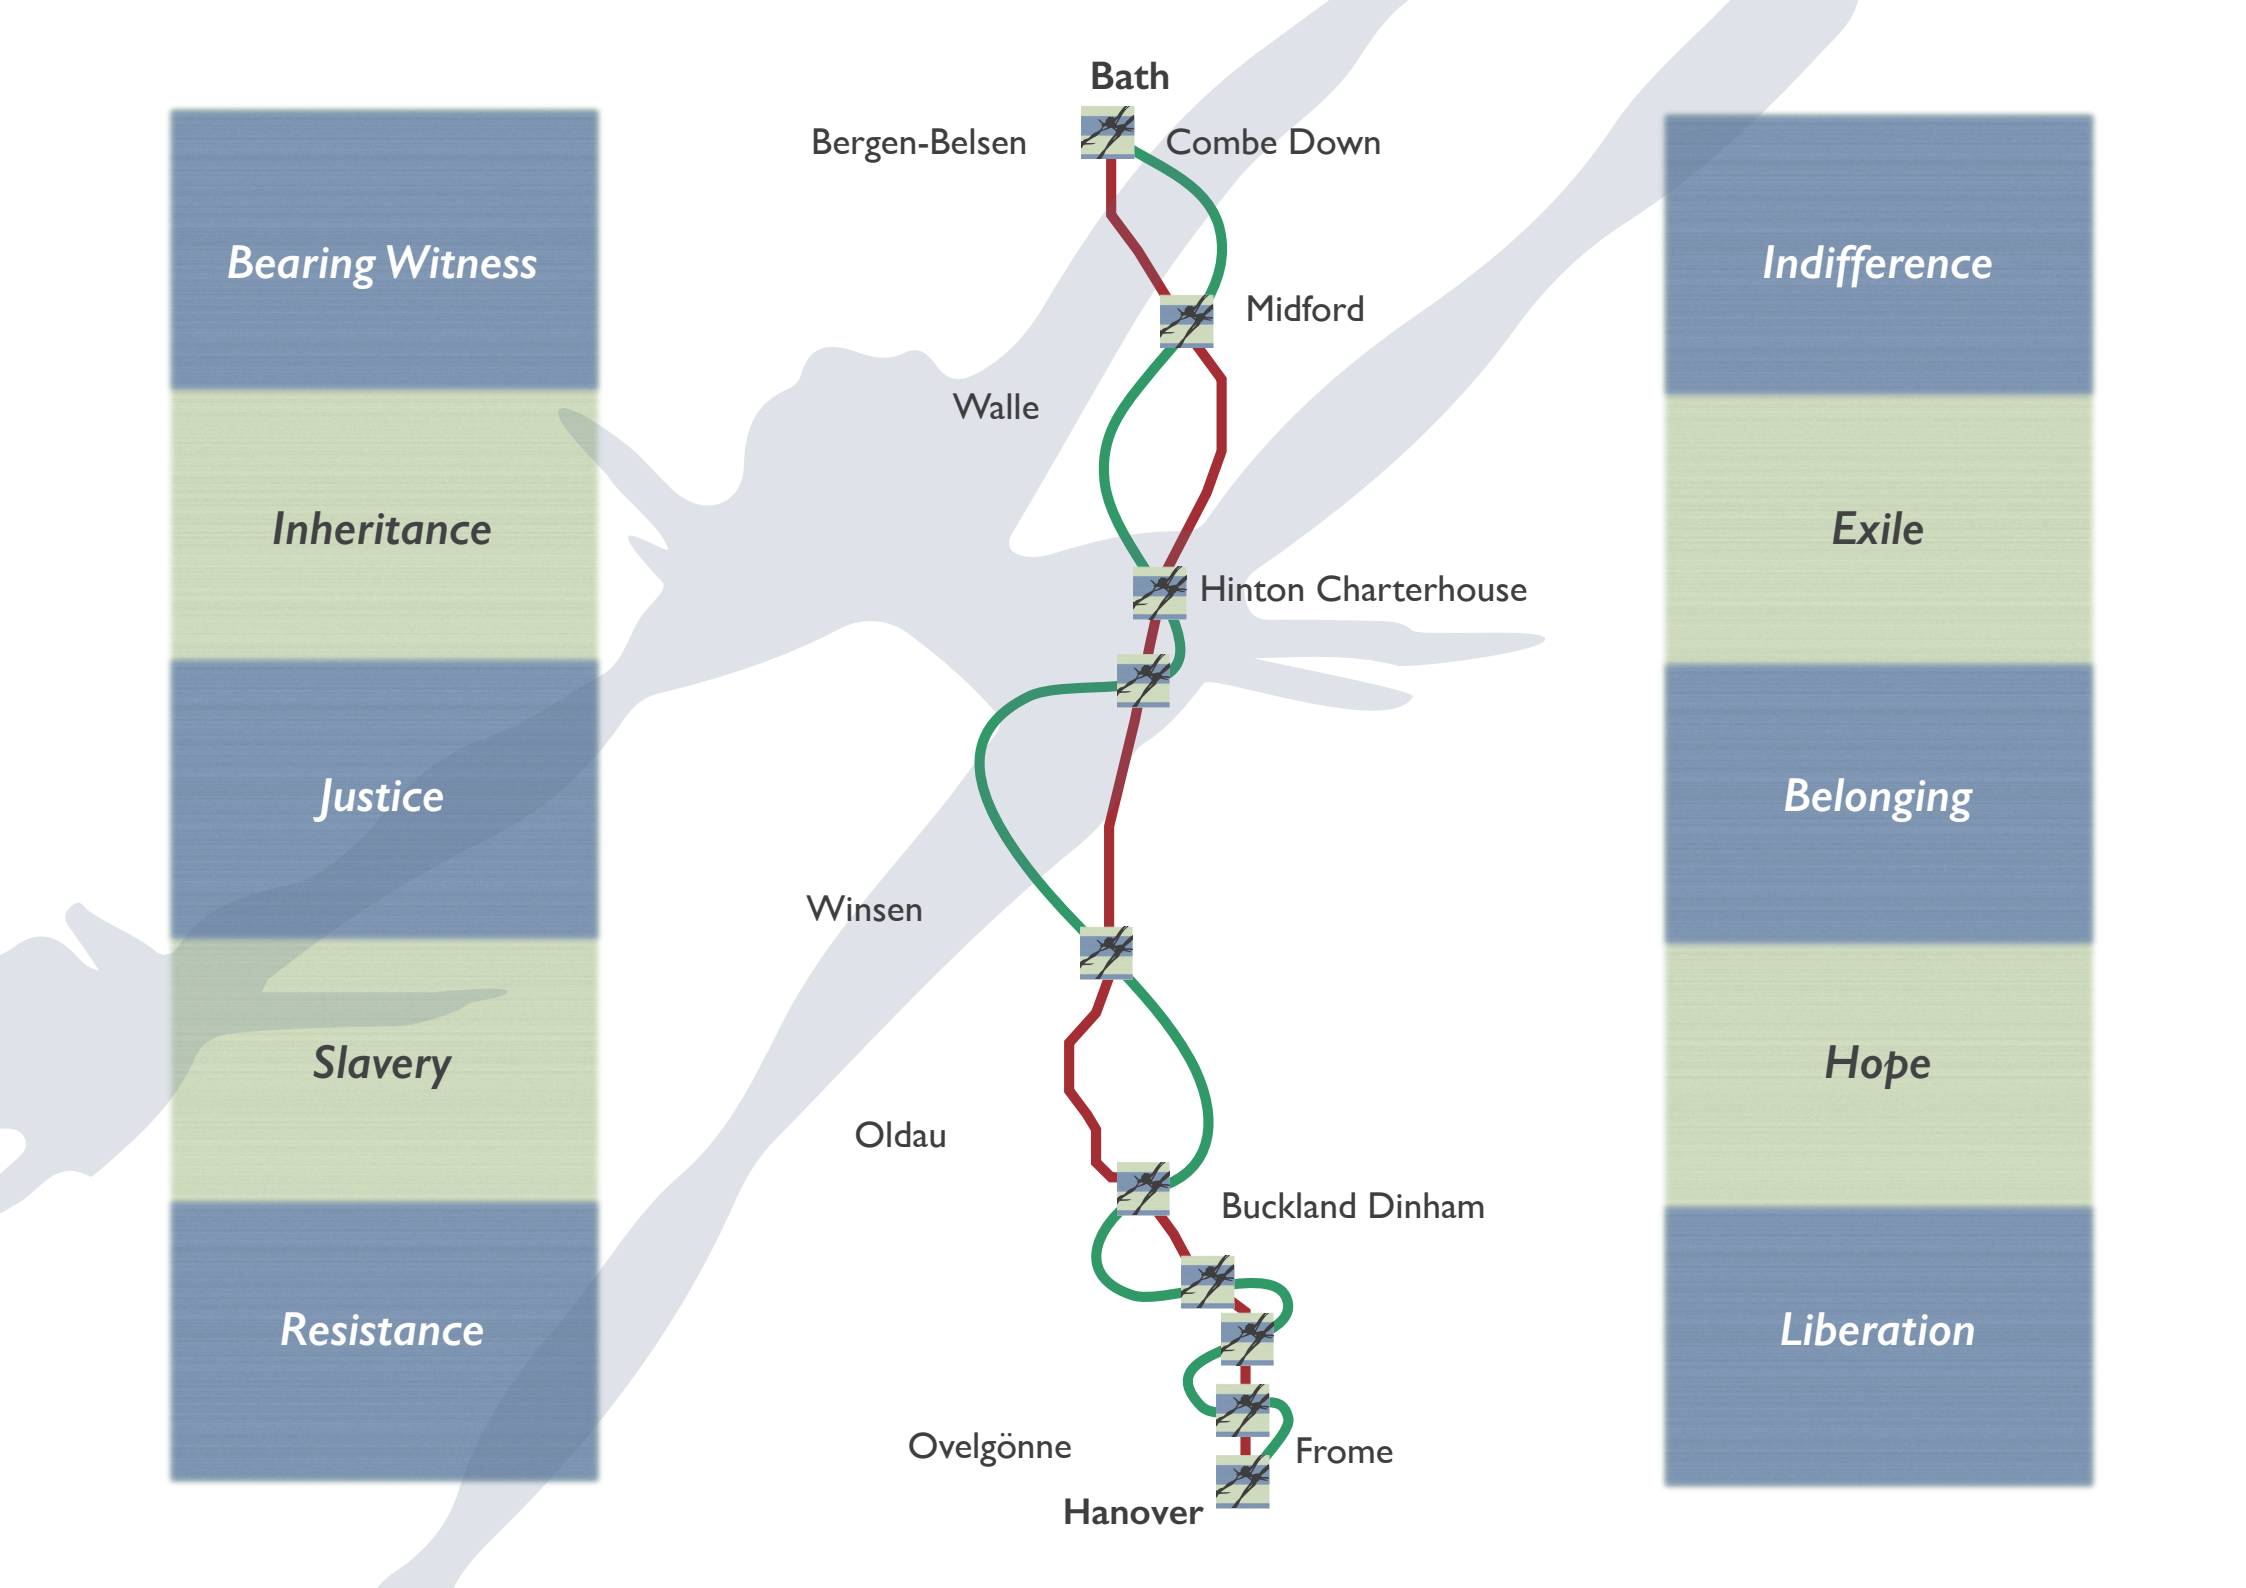 Bearing Witness
Inheritance
Justice
Slavery
Resistance
Bath
Bergen-Belsen
Combe Down
Midford
Walle
Hinton Charterhouse
Winsen
Oldau
Buckland Dinham
Ovelgönne
Frome
Hanover
Indifference
Exile
Belonging
Hope
Liberation